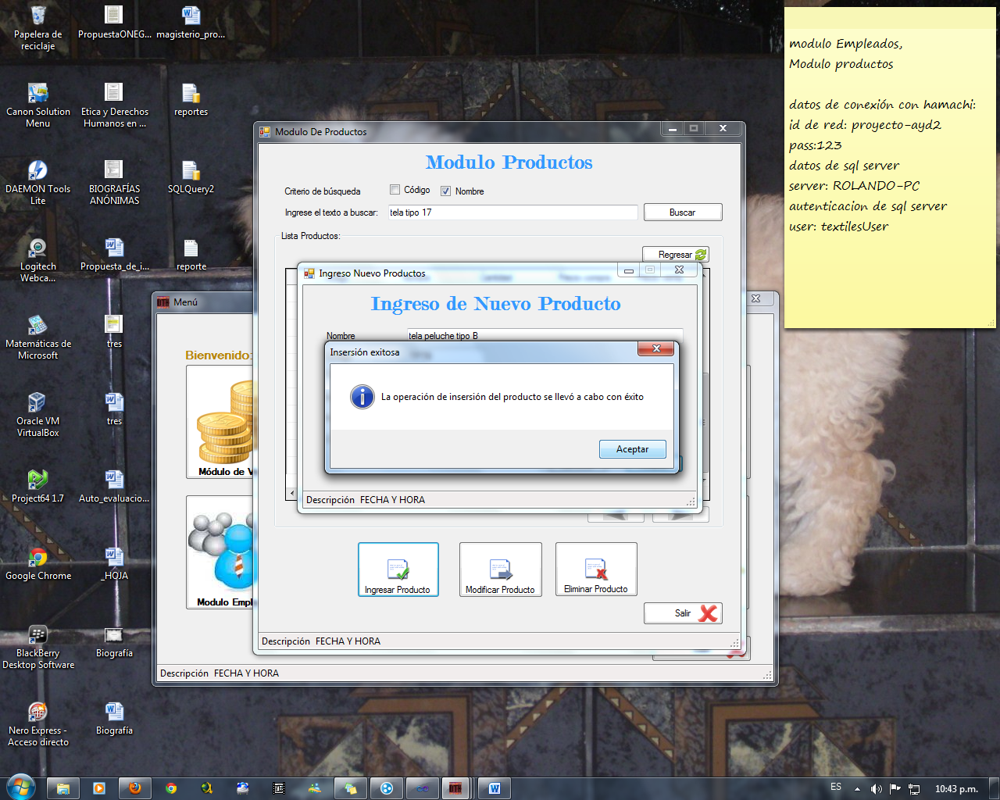 Papelera de
reciclaje
PropuestaONEG...
magisterio_pro...
Canon Solution
Menu
Etica y Derechos
Humanos en ...
reportes
DAEMON Tools
Lite
BIOGRAFÍAS
ANÓNIMAS
SQLQuery2
Logitech
Webca...
Propuesta_de_i...
reporte
Matemáticas de
Microsoft
tres
Oracle VM
VirtualBox
tres
Project64 1.7
Auto_evaluacio...
Google Chrome
_HOJA
BlackBerry
Desktop Software
Biografía
Nero Express -
Acceso directo
Biografía
modulo Empleados,
Modulo productos
datos de conexión con hamachi:
id de red: proyecto-ayd2
pass:123
datos de sql server
server: ROLANDO-PC
autenticacion de sql server
user: textilesUser
Menú
Bienvenido:
Módulo de V
Modulo Empl
Descripción FECHA Y HORA
Modulo De Productos
Modulo Productos
Criterio de búsqueda
Código
Nombre
Ingrese el texto a buscar:
tela tipo 17
Buscar
Lista Productos:
Regresar
Ingreso Nuevo Productos
Ingreso de Nuevo Producto
Nombre
tela peluche tipo B
Insersión exitosa
La operación de insersión del producto se llevó a cabo con éxito
Aceptar
Descripción FECHA Y HORA
Ingresar Producto
Modificar Producto
Eliminar Producto
Salir
Descripción FECHA Y HORA
ES
10:43 p.m.